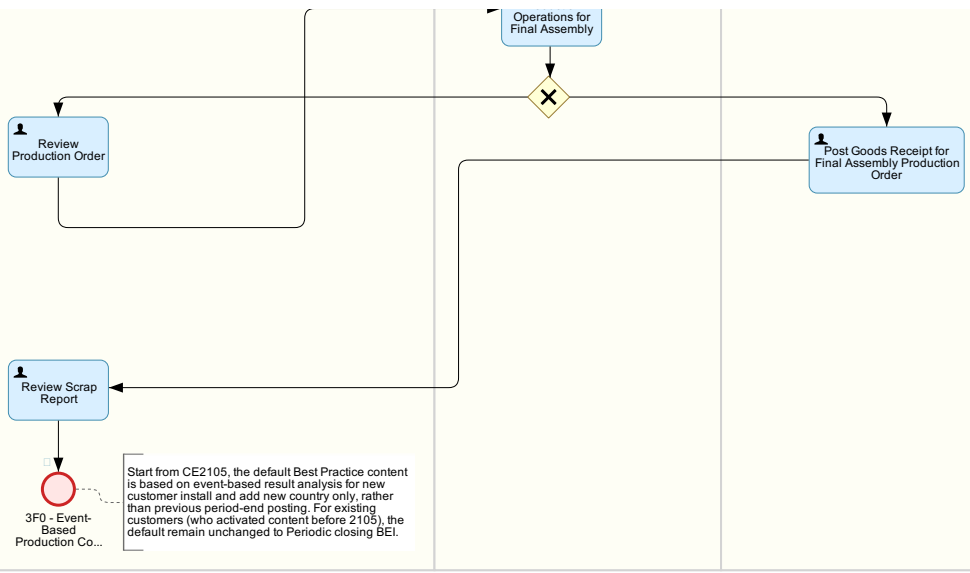 Operations for
Final Assembly
Review
Production Order
Post Goods Receipt for
Final Assembly Production
Order
Review Scrap
Report
Start from CE2105, the default Best Practice content
is based on event-based result analysis for new
customer install and add new country only, rather
than previous period-end posting. For existing
customers (who activated content before 2105), the
default remain unchanged to Periodic closing BEI.
3F0 - Event-
Based
Production Co...